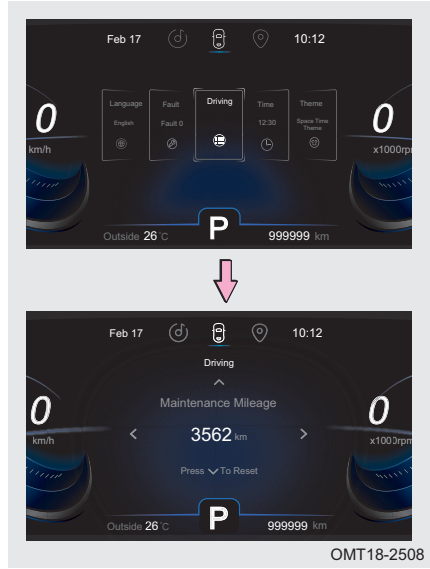 Feb 17 10:12
Language Fault Driving Time Theme
English Fault 0 12:30 Space Time Theme
0 0
km/h x1000rp
P
Outside 26°C 999999 km
Feb 17 10:12
Driving
Maintenance Mileage
0 3562 km 0
km/h x1000rpm
Press To Reset
P
Outside 26°C 999999 km
OMT18-2508